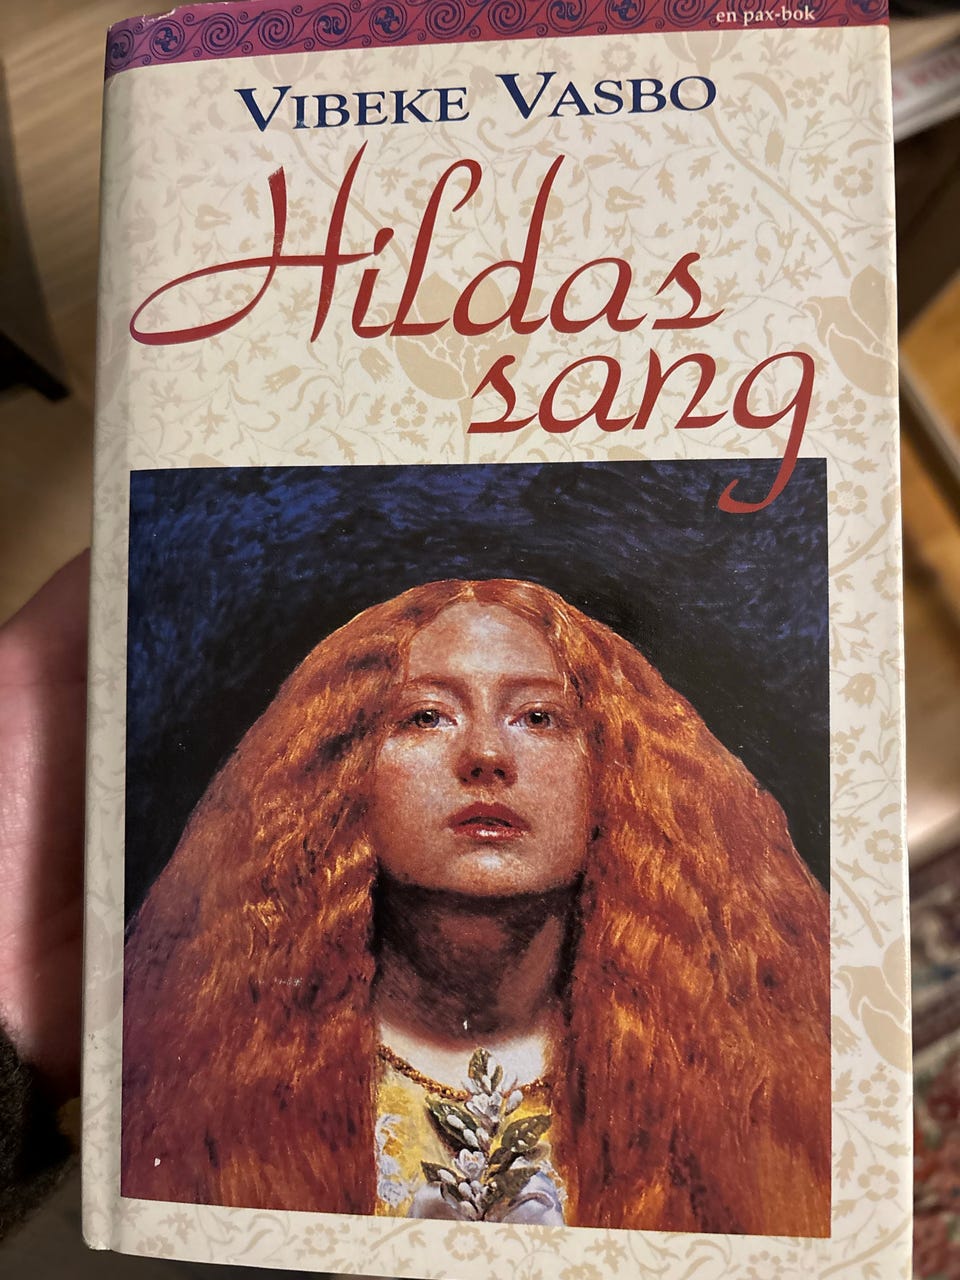 en pax-bok
VIBEKE VASBO
Hildas
sang